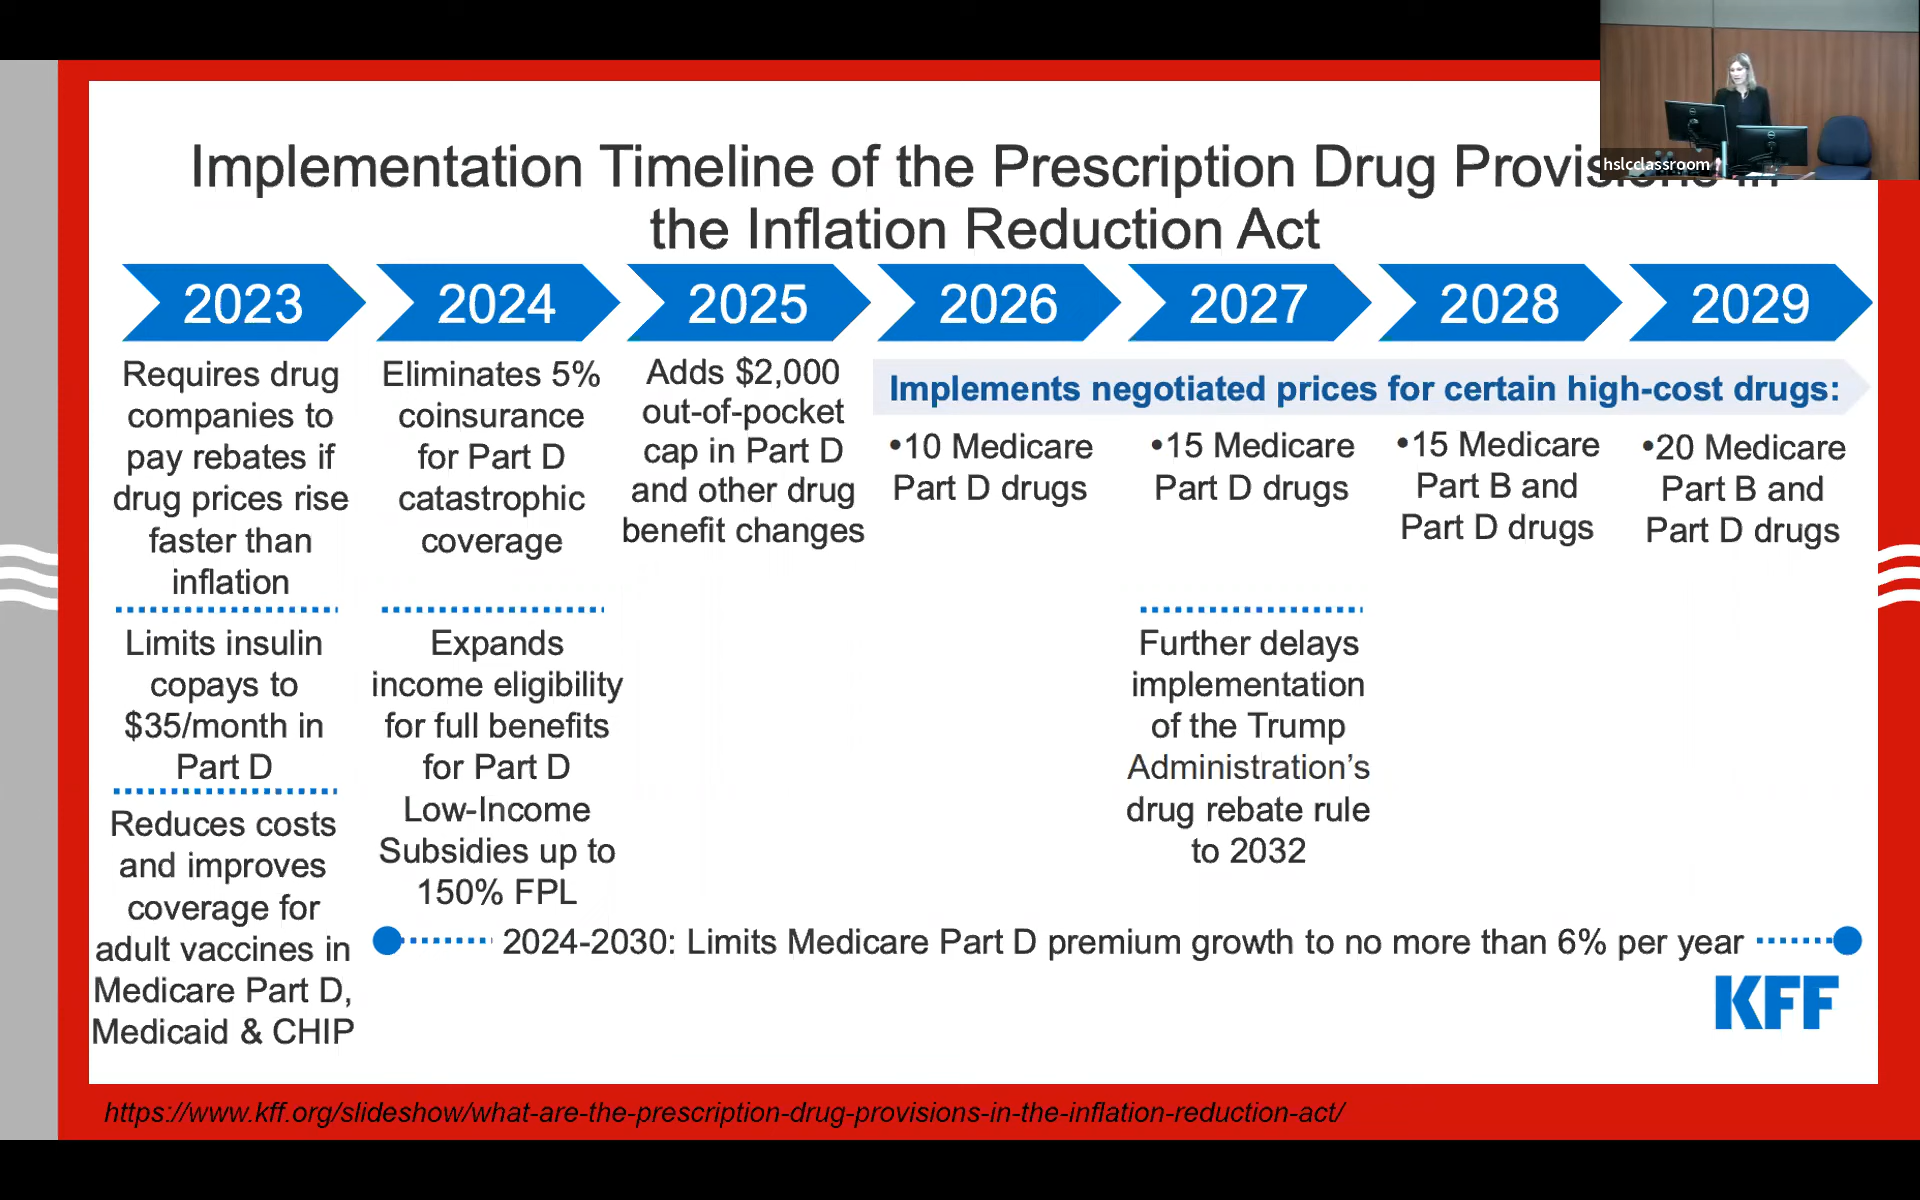 hslcclassroom
Implementation Timeline of the Prescription Drug Provisions in
the Inflation Reduction Act
2023
2024
2025
2026
2027
2028
2029
Requires drug
companies to
pay rebates if
drug prices rise
faster than
inflation
Limits insulin
copays to
$35/month in
Part D
Reduces costs
and improves
coverage for
adult vaccines in
Medicare Part D,
Medicaid & CHIP
Eliminates 5%
coinsurance
for Part D
catastrophic
coverage
Expands
income eligibility
for full benefits
for Part D
Low-Income
Subsidies up to
150% FPL
Adds $2,000
out-of-pocket
cap in Part D
and other drug
benefit changes
Implements negotiated prices for certain high-cost drugs:
•10 Medicare
Part D drugs
•15 Medicare
Part D drugs
Further delays
implementation
of the Trump
Administration’s
drug rebate rule
to 2032
•15 Medicare
Part B and
Part D drugs
•20 Medicare
Part B and
Part D drugs
2024-2030: Limits Medicare Part D premium growth to no more than 6% per year
KFF
https://www.kff.org/slideshow/what-are-the-prescription-drug-provisions-in-the-inflation-reduction-act/